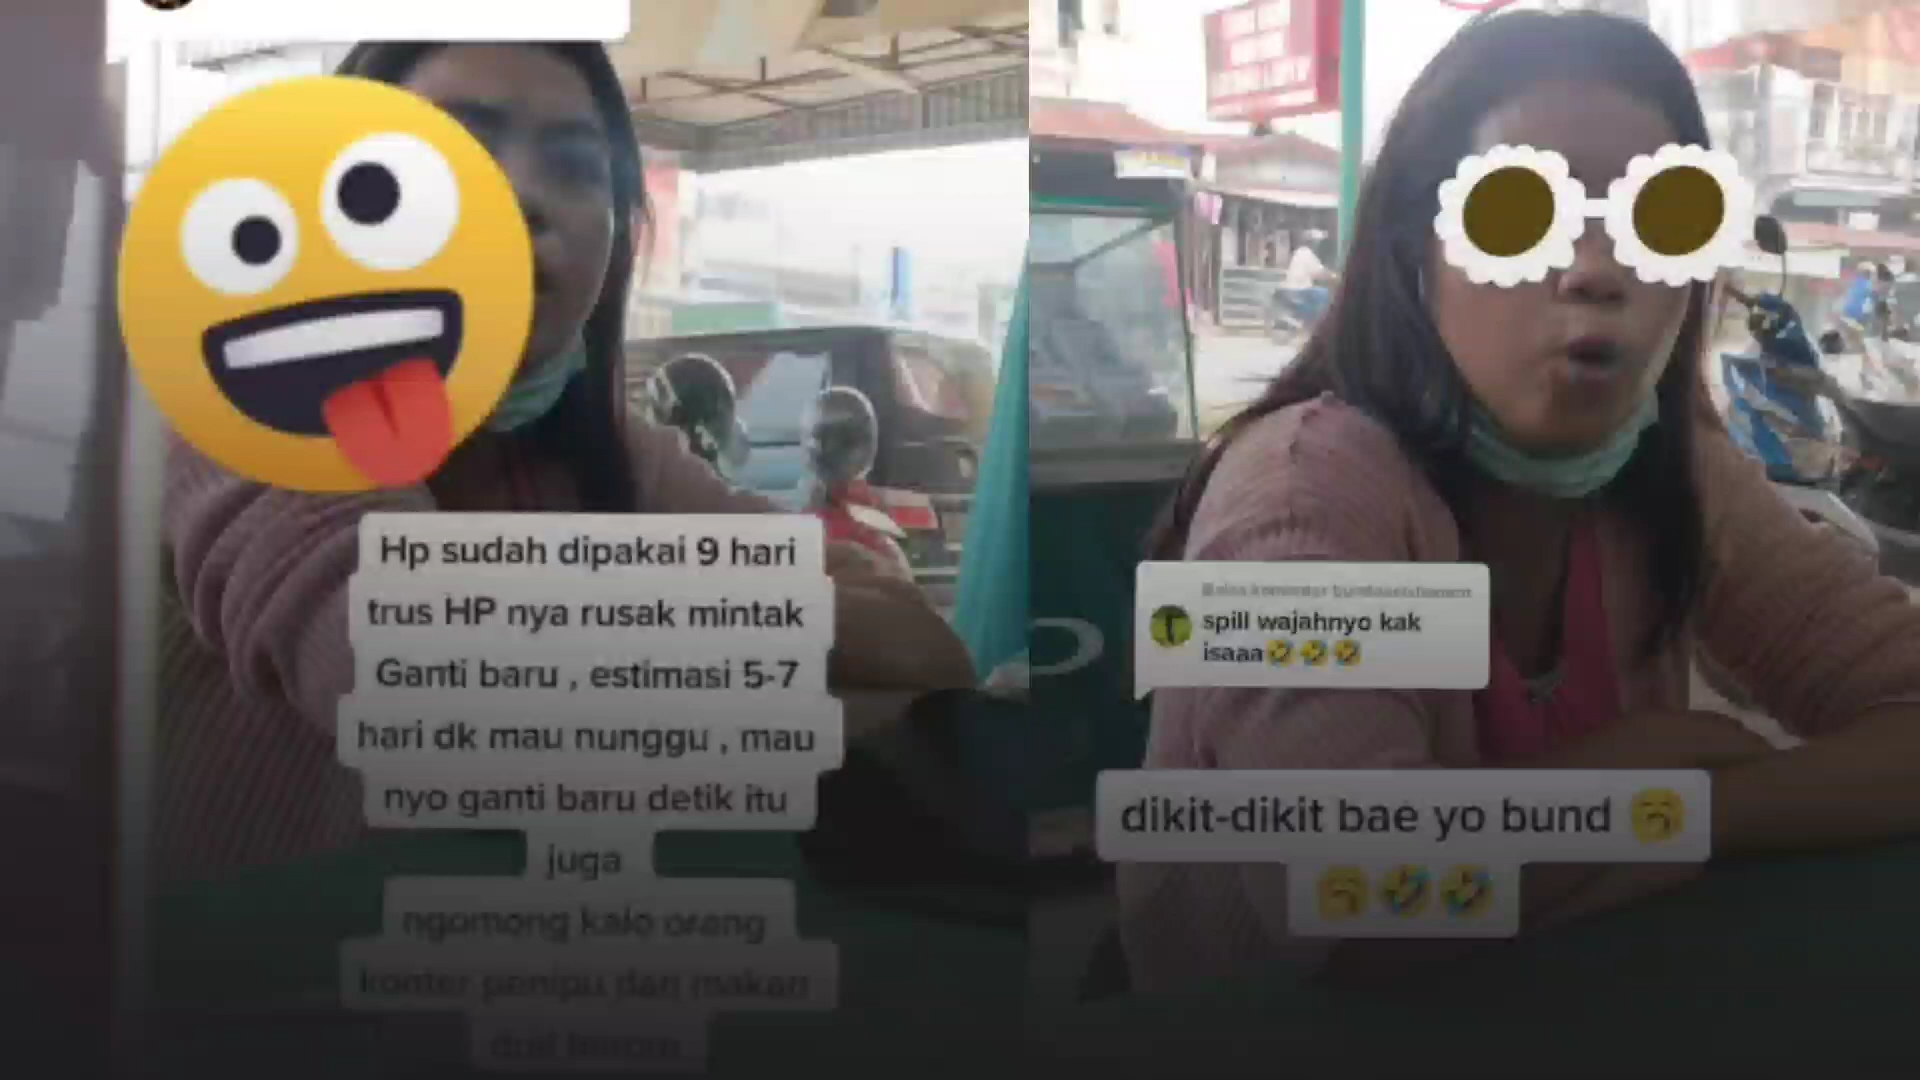 Hp sudah dipakai 9 hari
trus HP nya rusak mintak
Ganti baru , estimasi 5-7
hari dk mau nunggu , mau
nyo ganti baru detik itu
juga
ngomong kalo orang
konter penipu dan makan
spill wajahnyo kak
isaaa🤣🤣🤣
dikit-dikit bae yo bund 🥱
🥱🤣🤣